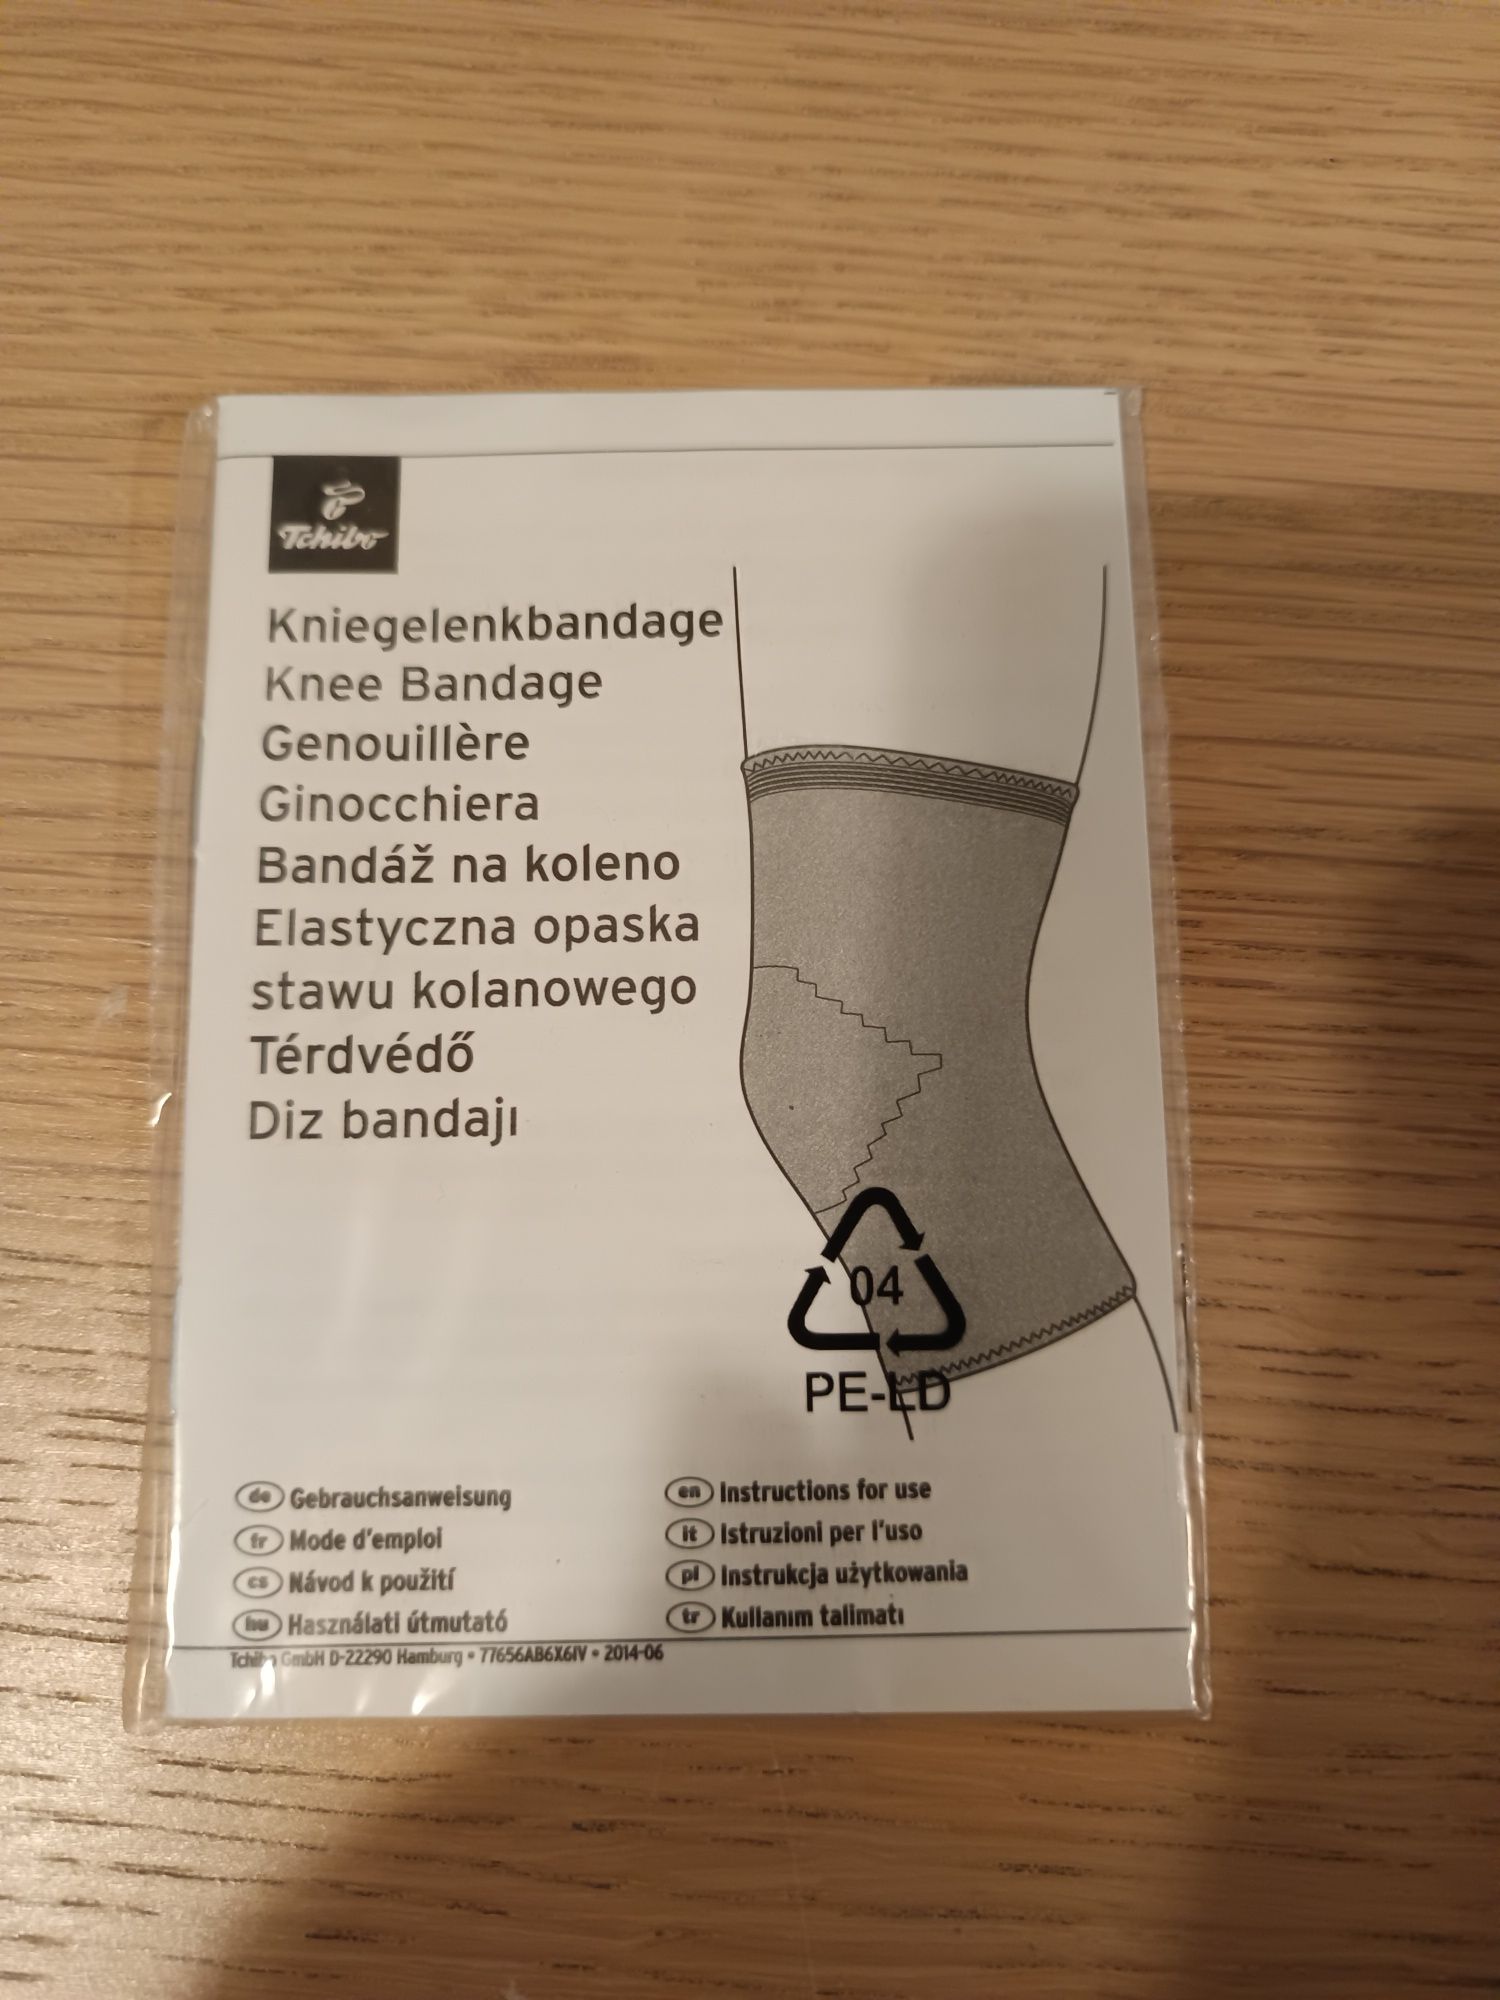 Tchibo
Kniegelenkbandage
Knee Bandage
Genouillère
Ginocchiera
Bandáž na koleno
Elastyczna opaska
stawu kolanowego
Térdvédő
Diz bandajı
04
PE-LD
de Gebrauchsanweisung
en Instructions for use
fr Mode d'emploi
it Istruzioni per l'uso
cs Návod k použití
pl Instrukcja użytkowania
hu Használati útmutató
tr Kullanım talimatı
Tchibo GmbH D-22290 Hamburg • 77656AB6X6IV • 2014-06